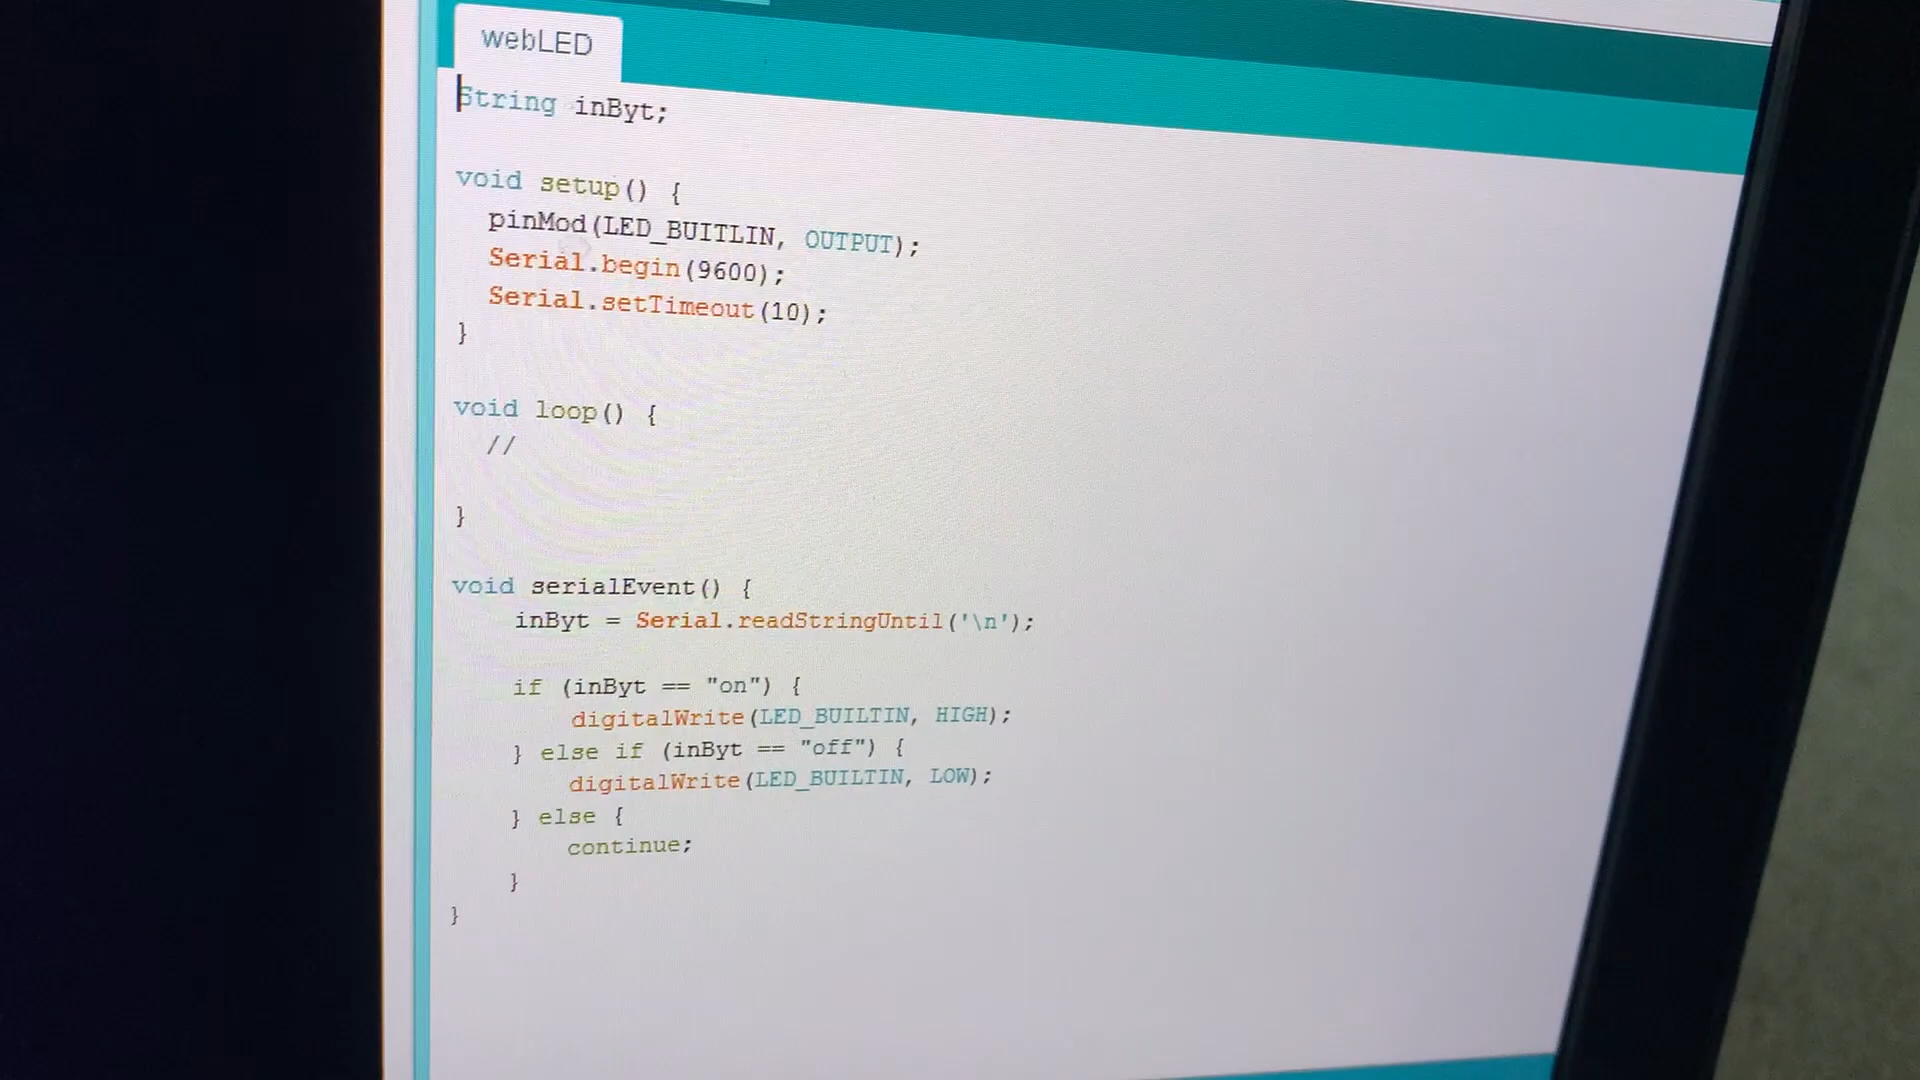 webLED
String inByt;
void setup() {
pinMod(LED_BUITLIN, OUTPUT);
Serial.begin(9600);
Serial.setTimeout(10);
}
void loop() {
//
}
void serialEvent() {
inByt = Serial.readStringUntil('\n');
if (inByt == "on") {
digitalWrite(LED_BUILTIN, HIGH);
} else if (inByt == "off") {
digitalWrite(LED_BUILTIN, LOW);
} else {
continue;
}
}